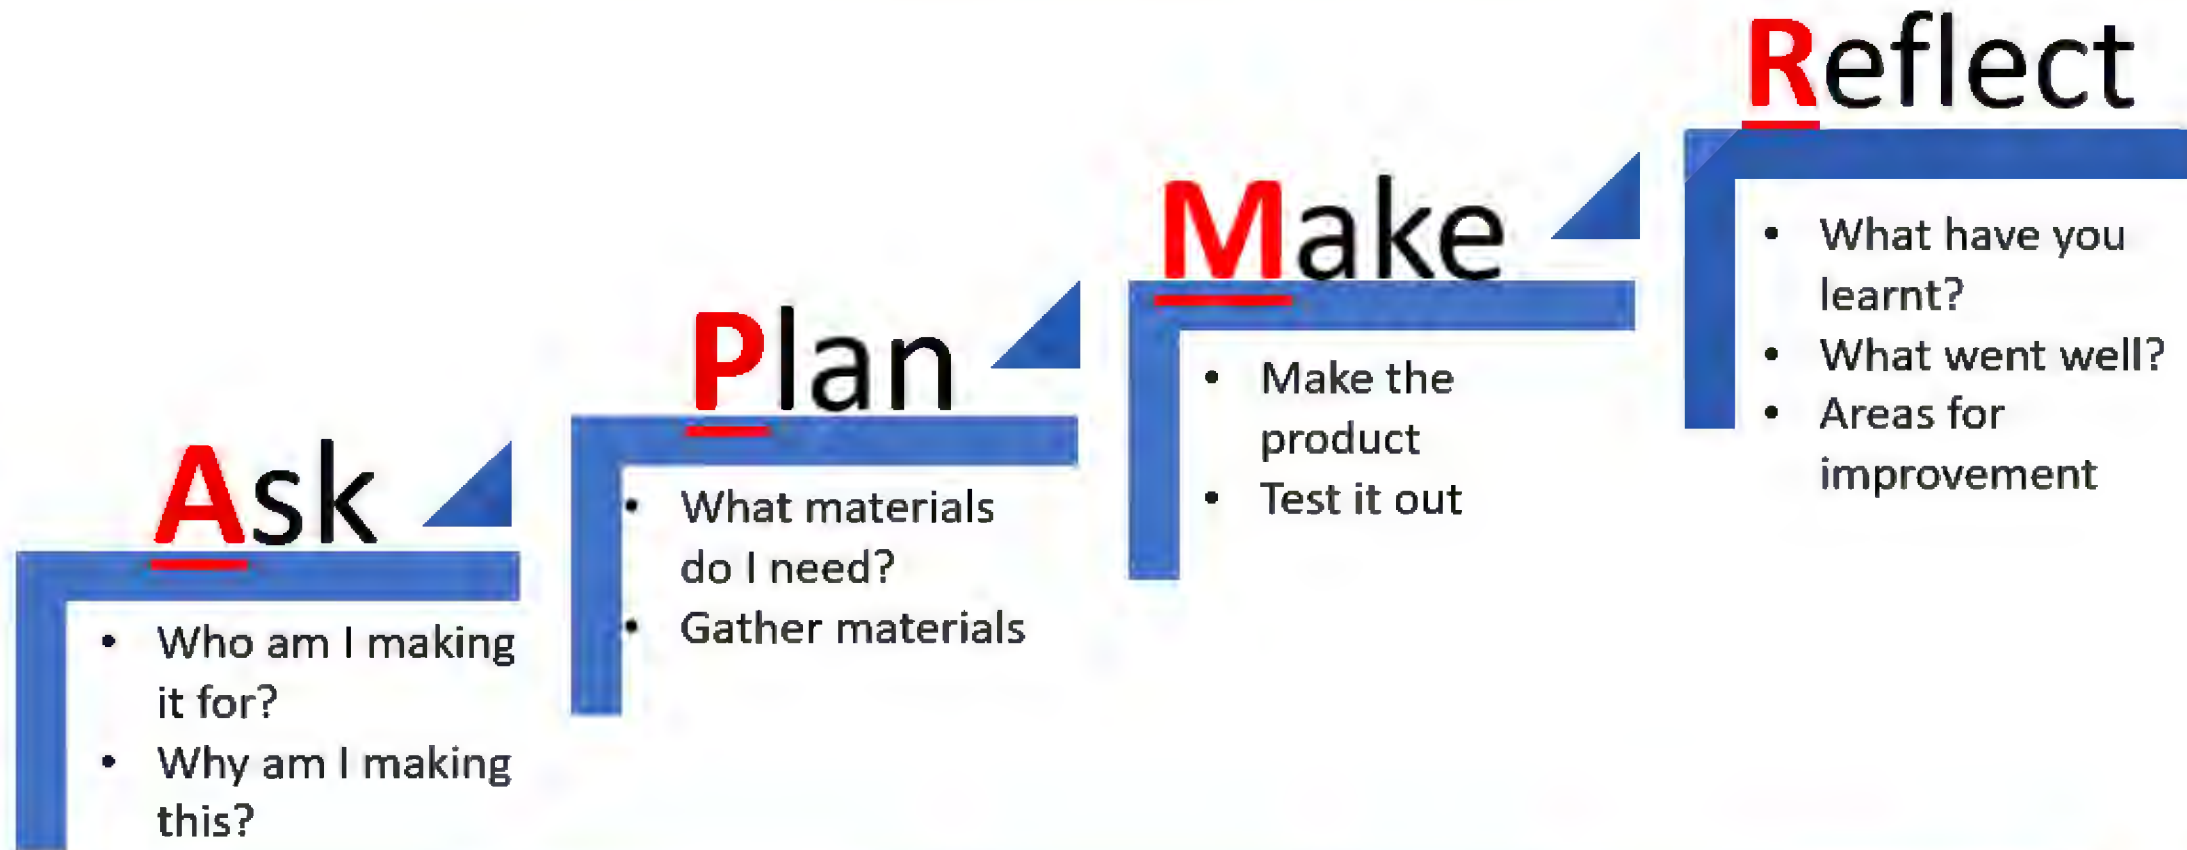 Ask
• Who am I making
it for?
• Why am I making
this?
Plan
• What materials
do I need?
• Gather materials
Make
• Make the
product
• Test it out
Reflect
• What have you
learnt?
• What went well?
• Areas for
improvement